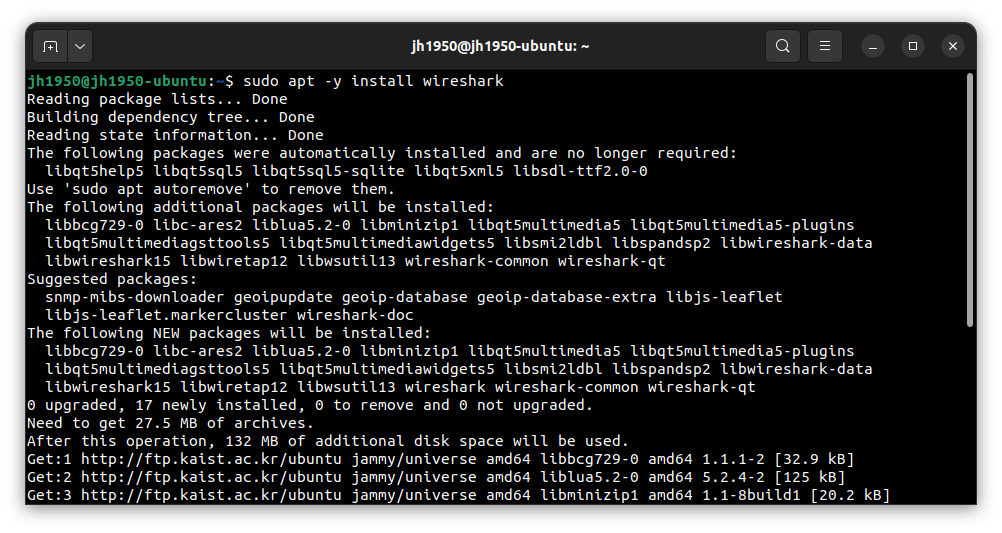 jh1950@jh1950-ubuntu: ~
jh1950@jh1950-ubuntu:~$ sudo apt -y install wireshark
Reading package lists... Done
Building dependency tree... Done
Reading state information... Done
The following packages were automatically installed and are no longer required:
  libqt5help5 libqt5sql5 libqt5sql5-sqlite libqt5xml5 libsdl-ttf2.0-0
Use 'sudo apt autoremove' to remove them.
The following additional packages will be installed:
  libbcg729-0 libc-ares2 liblua5.2-0 libminizip1 libqt5multimedia5 libqt5multimedia5-plugins
  libqt5multimediagsttools5 libqt5multimediawidgets5 libsmi2ldbl libspandsp2 libwireshark-data
  libwireshark15 libwiretap12 libwsutil13 wireshark-common wireshark-qt
Suggested packages:
  snmp-mibs-downloader geoipupdate geoip-database geoip-database-extra libjs-leaflet
  libjs-leaflet.markercluster wireshark-doc
The following NEW packages will be installed:
  libbcg729-0 libc-ares2 liblua5.2-0 libminizip1 libqt5multimedia5 libqt5multimedia5-plugins
  libqt5multimediagsttools5 libqt5multimediawidgets5 libsmi2ldbl libspandsp2 libwireshark-data
  libwireshark15 libwiretap12 libwsutil13 wireshark wireshark-common wireshark-qt
0 upgraded, 17 newly installed, 0 to remove and 0 not upgraded.
Need to get 27.5 MB of archives.
After this operation, 132 MB of additional disk space will be used.
Get:1 http://ftp.kaist.ac.kr/ubuntu jammy/universe amd64 libbcg729-0 amd64 1.1.1-2 [32.9 kB]
Get:2 http://ftp.kaist.ac.kr/ubuntu jammy/universe amd64 liblua5.2-0 amd64 5.2.4-2 [125 kB]
Get:3 http://ftp.kaist.ac.kr/ubuntu jammy/universe amd64 libminizip1 amd64 1.1-8build1 [20.2 kB]